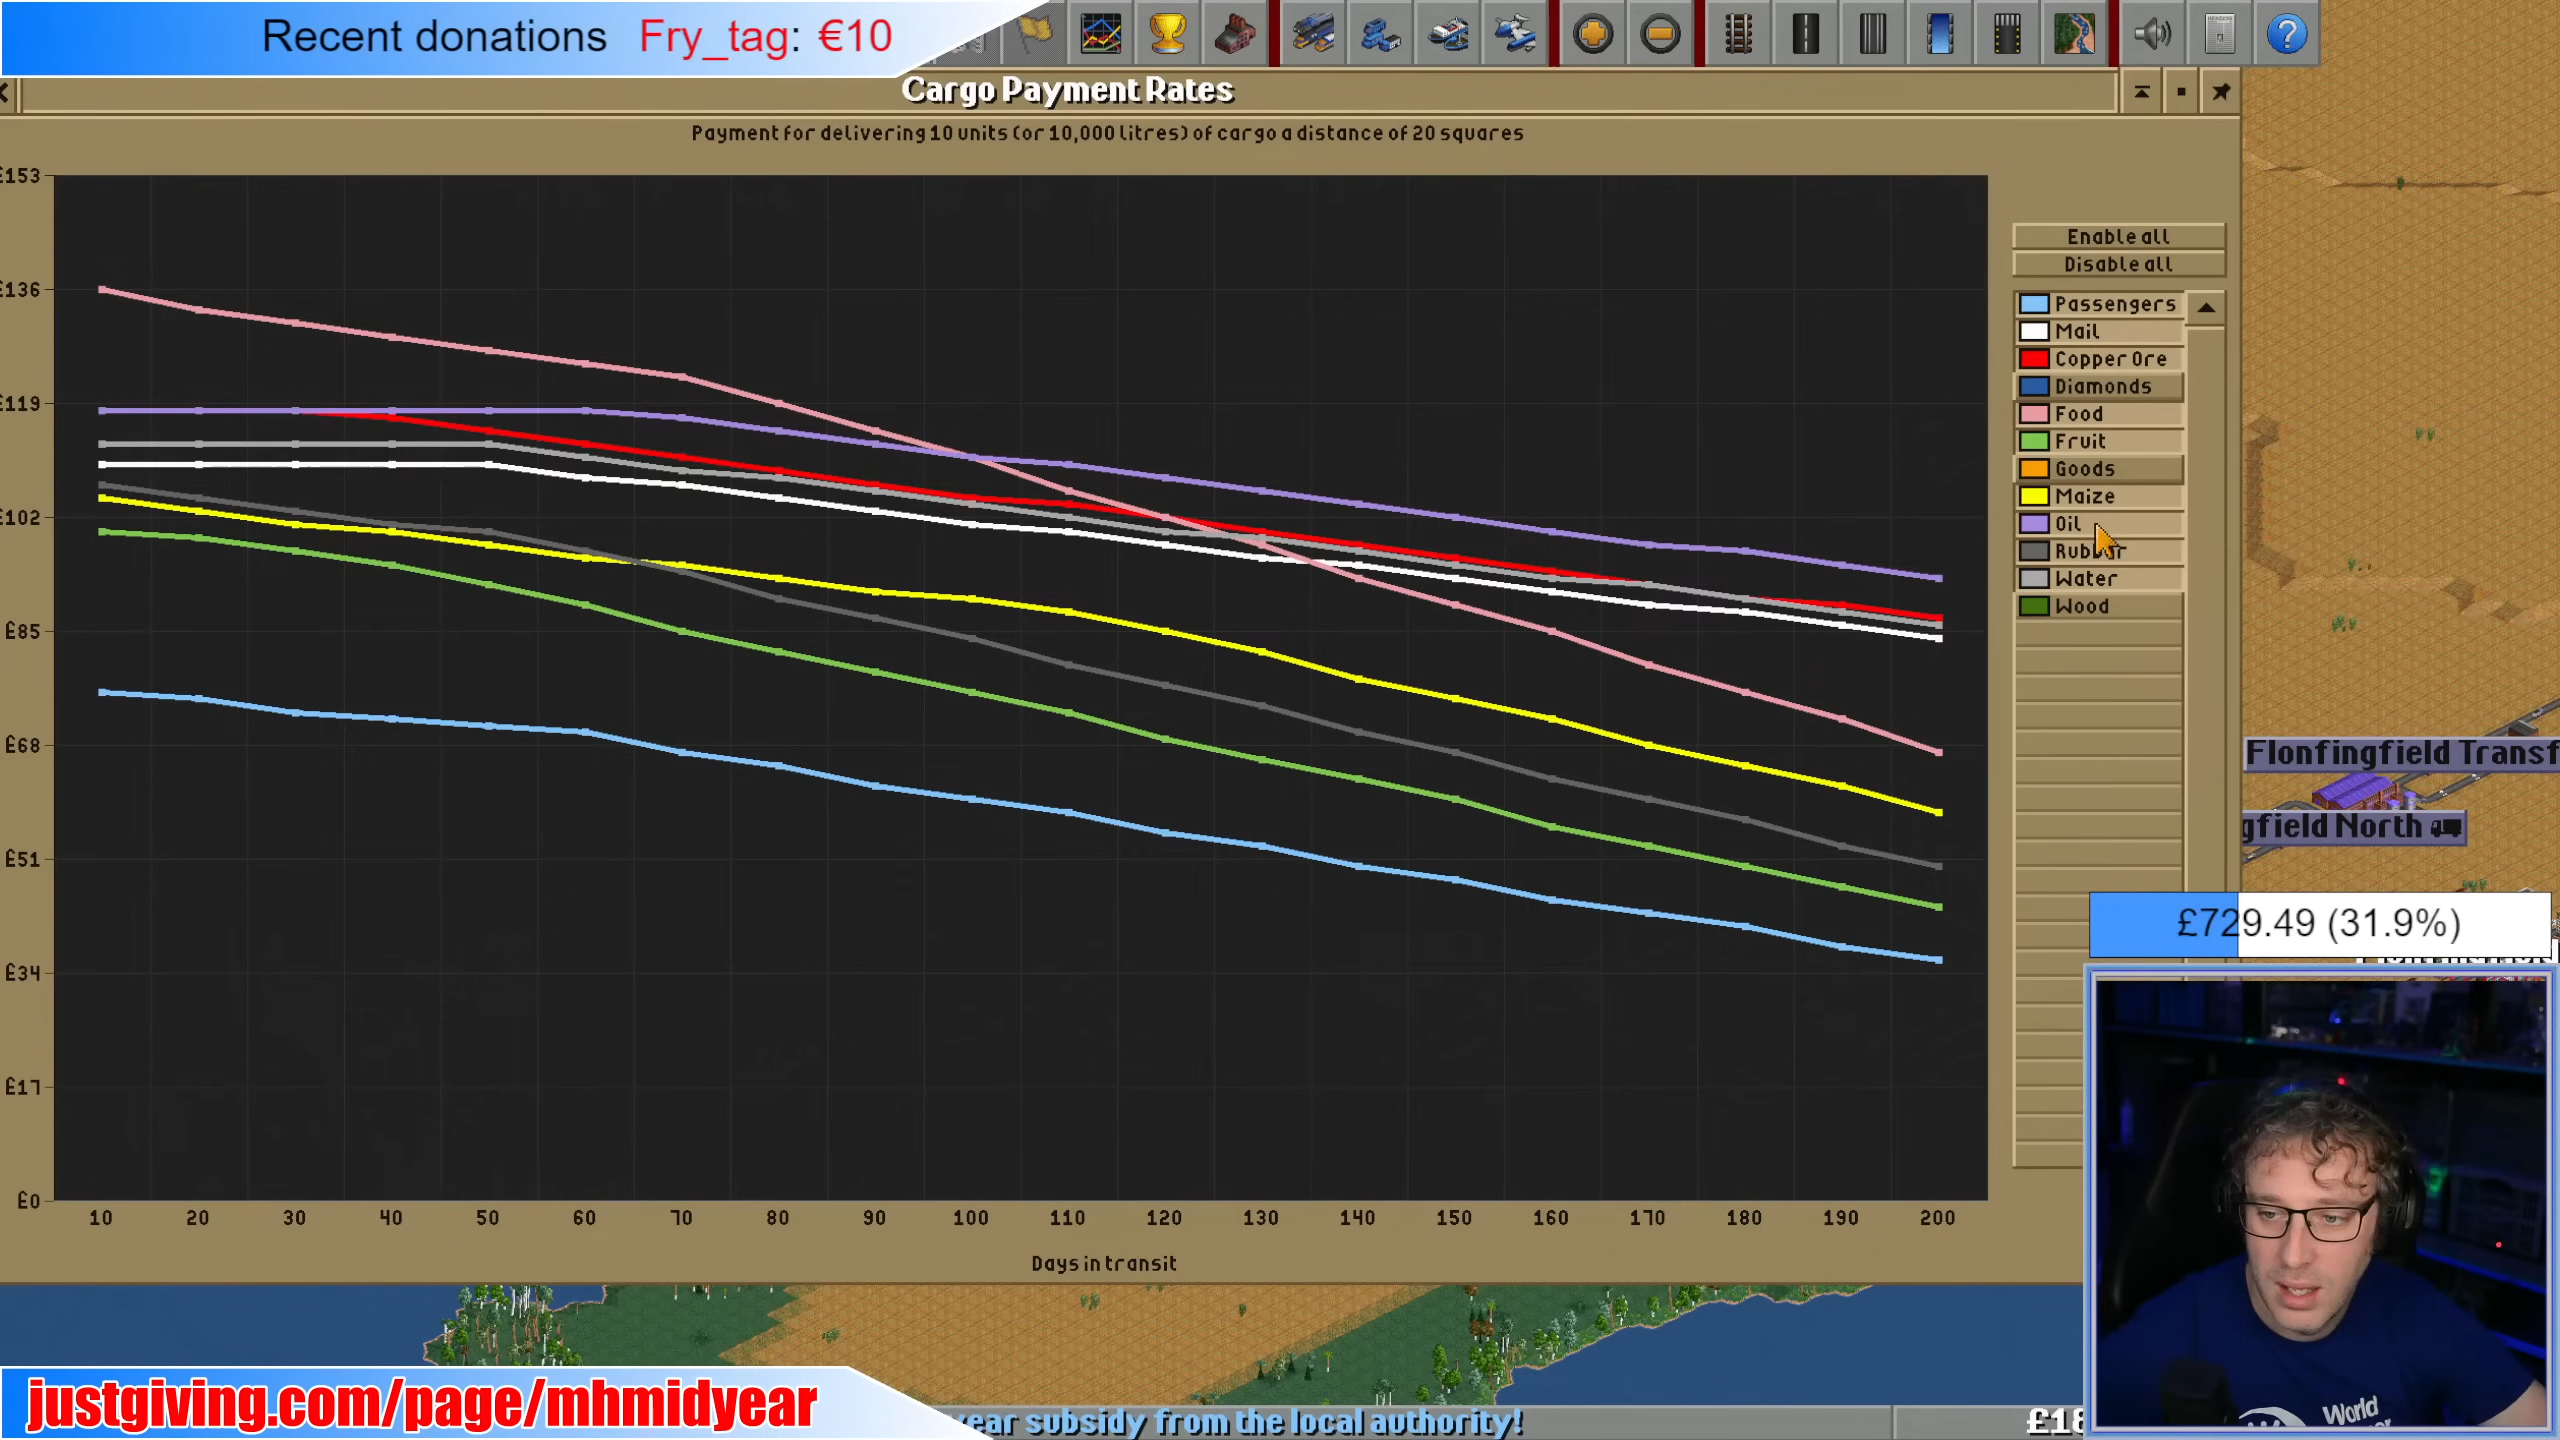 Recent donations Fry_tag: €10
Cargo Payment Rates
Payment for delivering 10 units (or 10,000 litres) of cargo a distance of 20 squares
£153
£136
£119
£102
£85
£68
£51
£34
£17
£0
10 20 30 40 50 60 70 80 90 100 110 120 130 140 150 160 170 180 190 200
Days in transit
Enable all
Disable all
Passengers
Mail
Copper Ore
Diamonds
Food
Fruit
Goods
Maize
Oil
Rubber
Water
Wood
Flonfingfield Transf
gfield North
£729.49 (31.9%)
World
justgiving.com/page/mhmidyear
year subsidy from the local authority!
£18